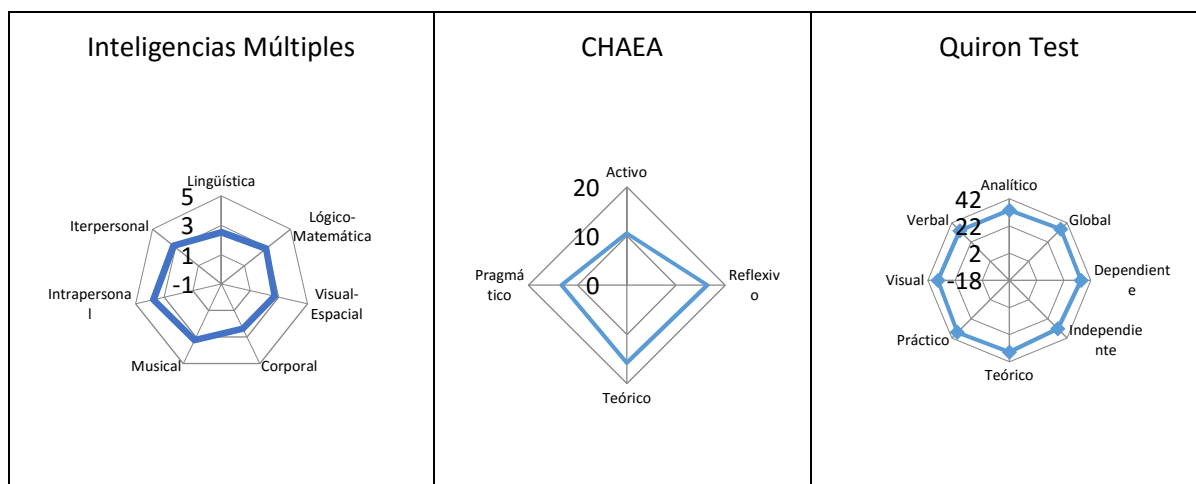 Inteligencias Múltiples
Lingüística
Lógico-
Matemática
Visual-
Espacial
Corporal
Musical
Intrapersona
l
Iterpersonal
5
3
1
-1
CHAEA
Activo
Reflexiv
o
Teórico
Pragmá
tico
20
10
0
Quiron Test
Analítico
Global
Dependient
e
Independie
nte
Teórico
Práctico
Visual
Verbal
42
22
2
-18